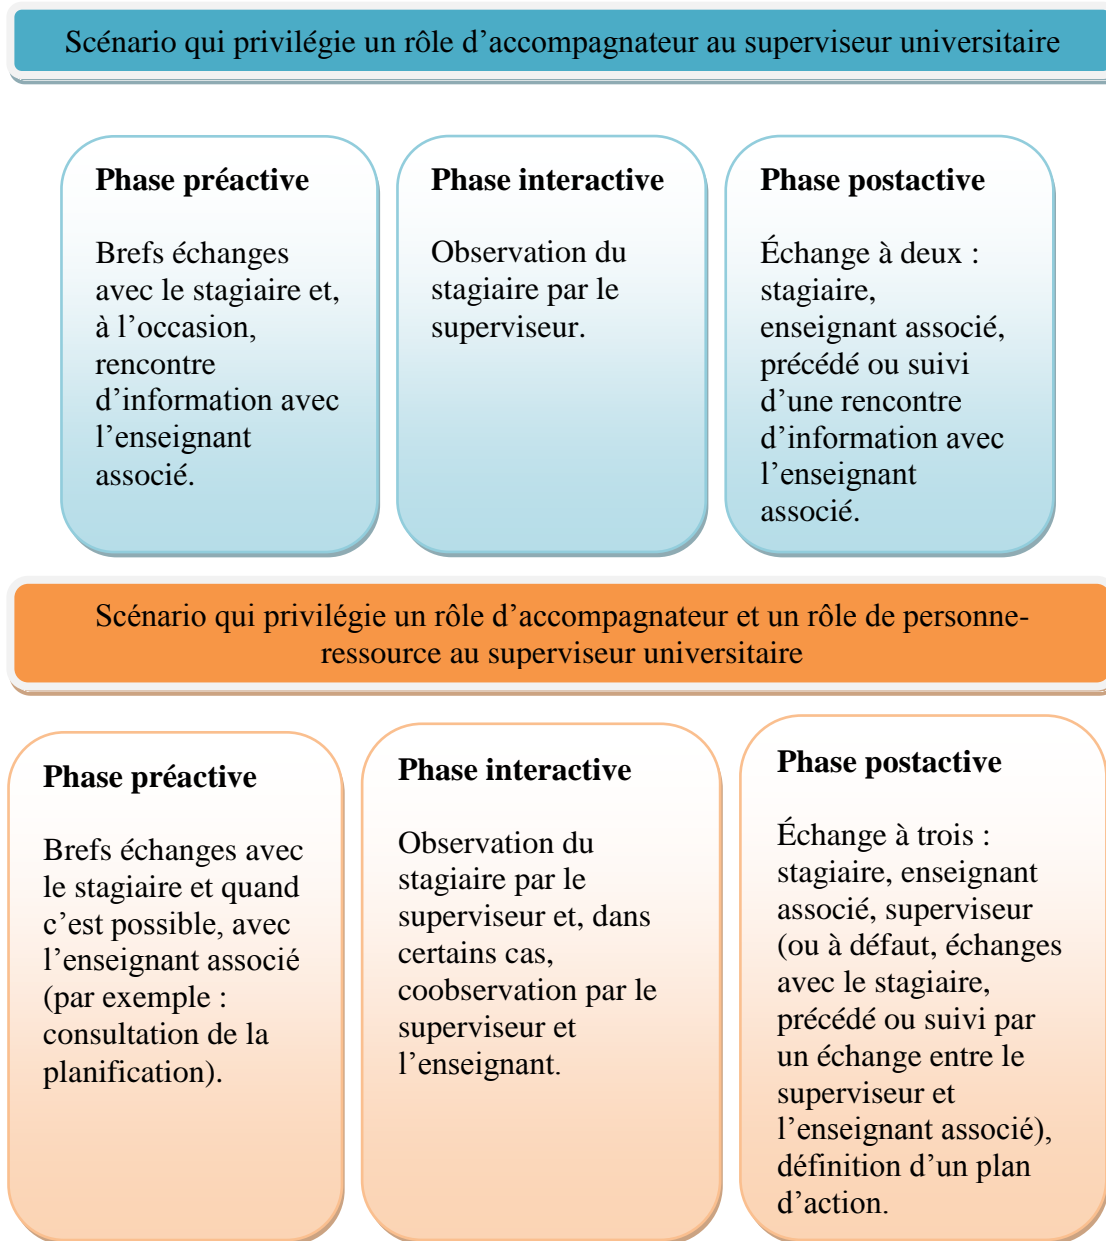 Scénario qui privilégie un rôle d’accompagnateur au superviseur universitaire
Phase préactive
Brefs échanges
avec le stagiaire et,
à l’occasion,
rencontre
d’information avec
l’enseignant
associé.
Phase interactive
Observation du
stagiaire par le
superviseur.
Phase postactive
Échange à deux :
stagiaire,
enseignant associé,
précédé ou suivi
d’une rencontre
d’information avec
l’enseignant
associé.
Scénario qui privilégie un rôle d’accompagnateur et un rôle de personne-
ressource au superviseur universitaire
Phase préactive
Brefs échanges avec
le stagiaire et quand
c’est possible, avec
l’enseignant associé
(par exemple :
consultation de la
planification).
Phase interactive
Observation du
stagiaire par le
superviseur et, dans
certains cas,
coobservation par le
superviseur et
l’enseignant.
Phase postactive
Échange à trois :
stagiaire, enseignant
associé, superviseur
(ou à défaut, échanges
avec le stagiaire,
précédé ou suivi par
un échange entre le
superviseur et
l’enseignant associé),
définition d’un plan
d’action.